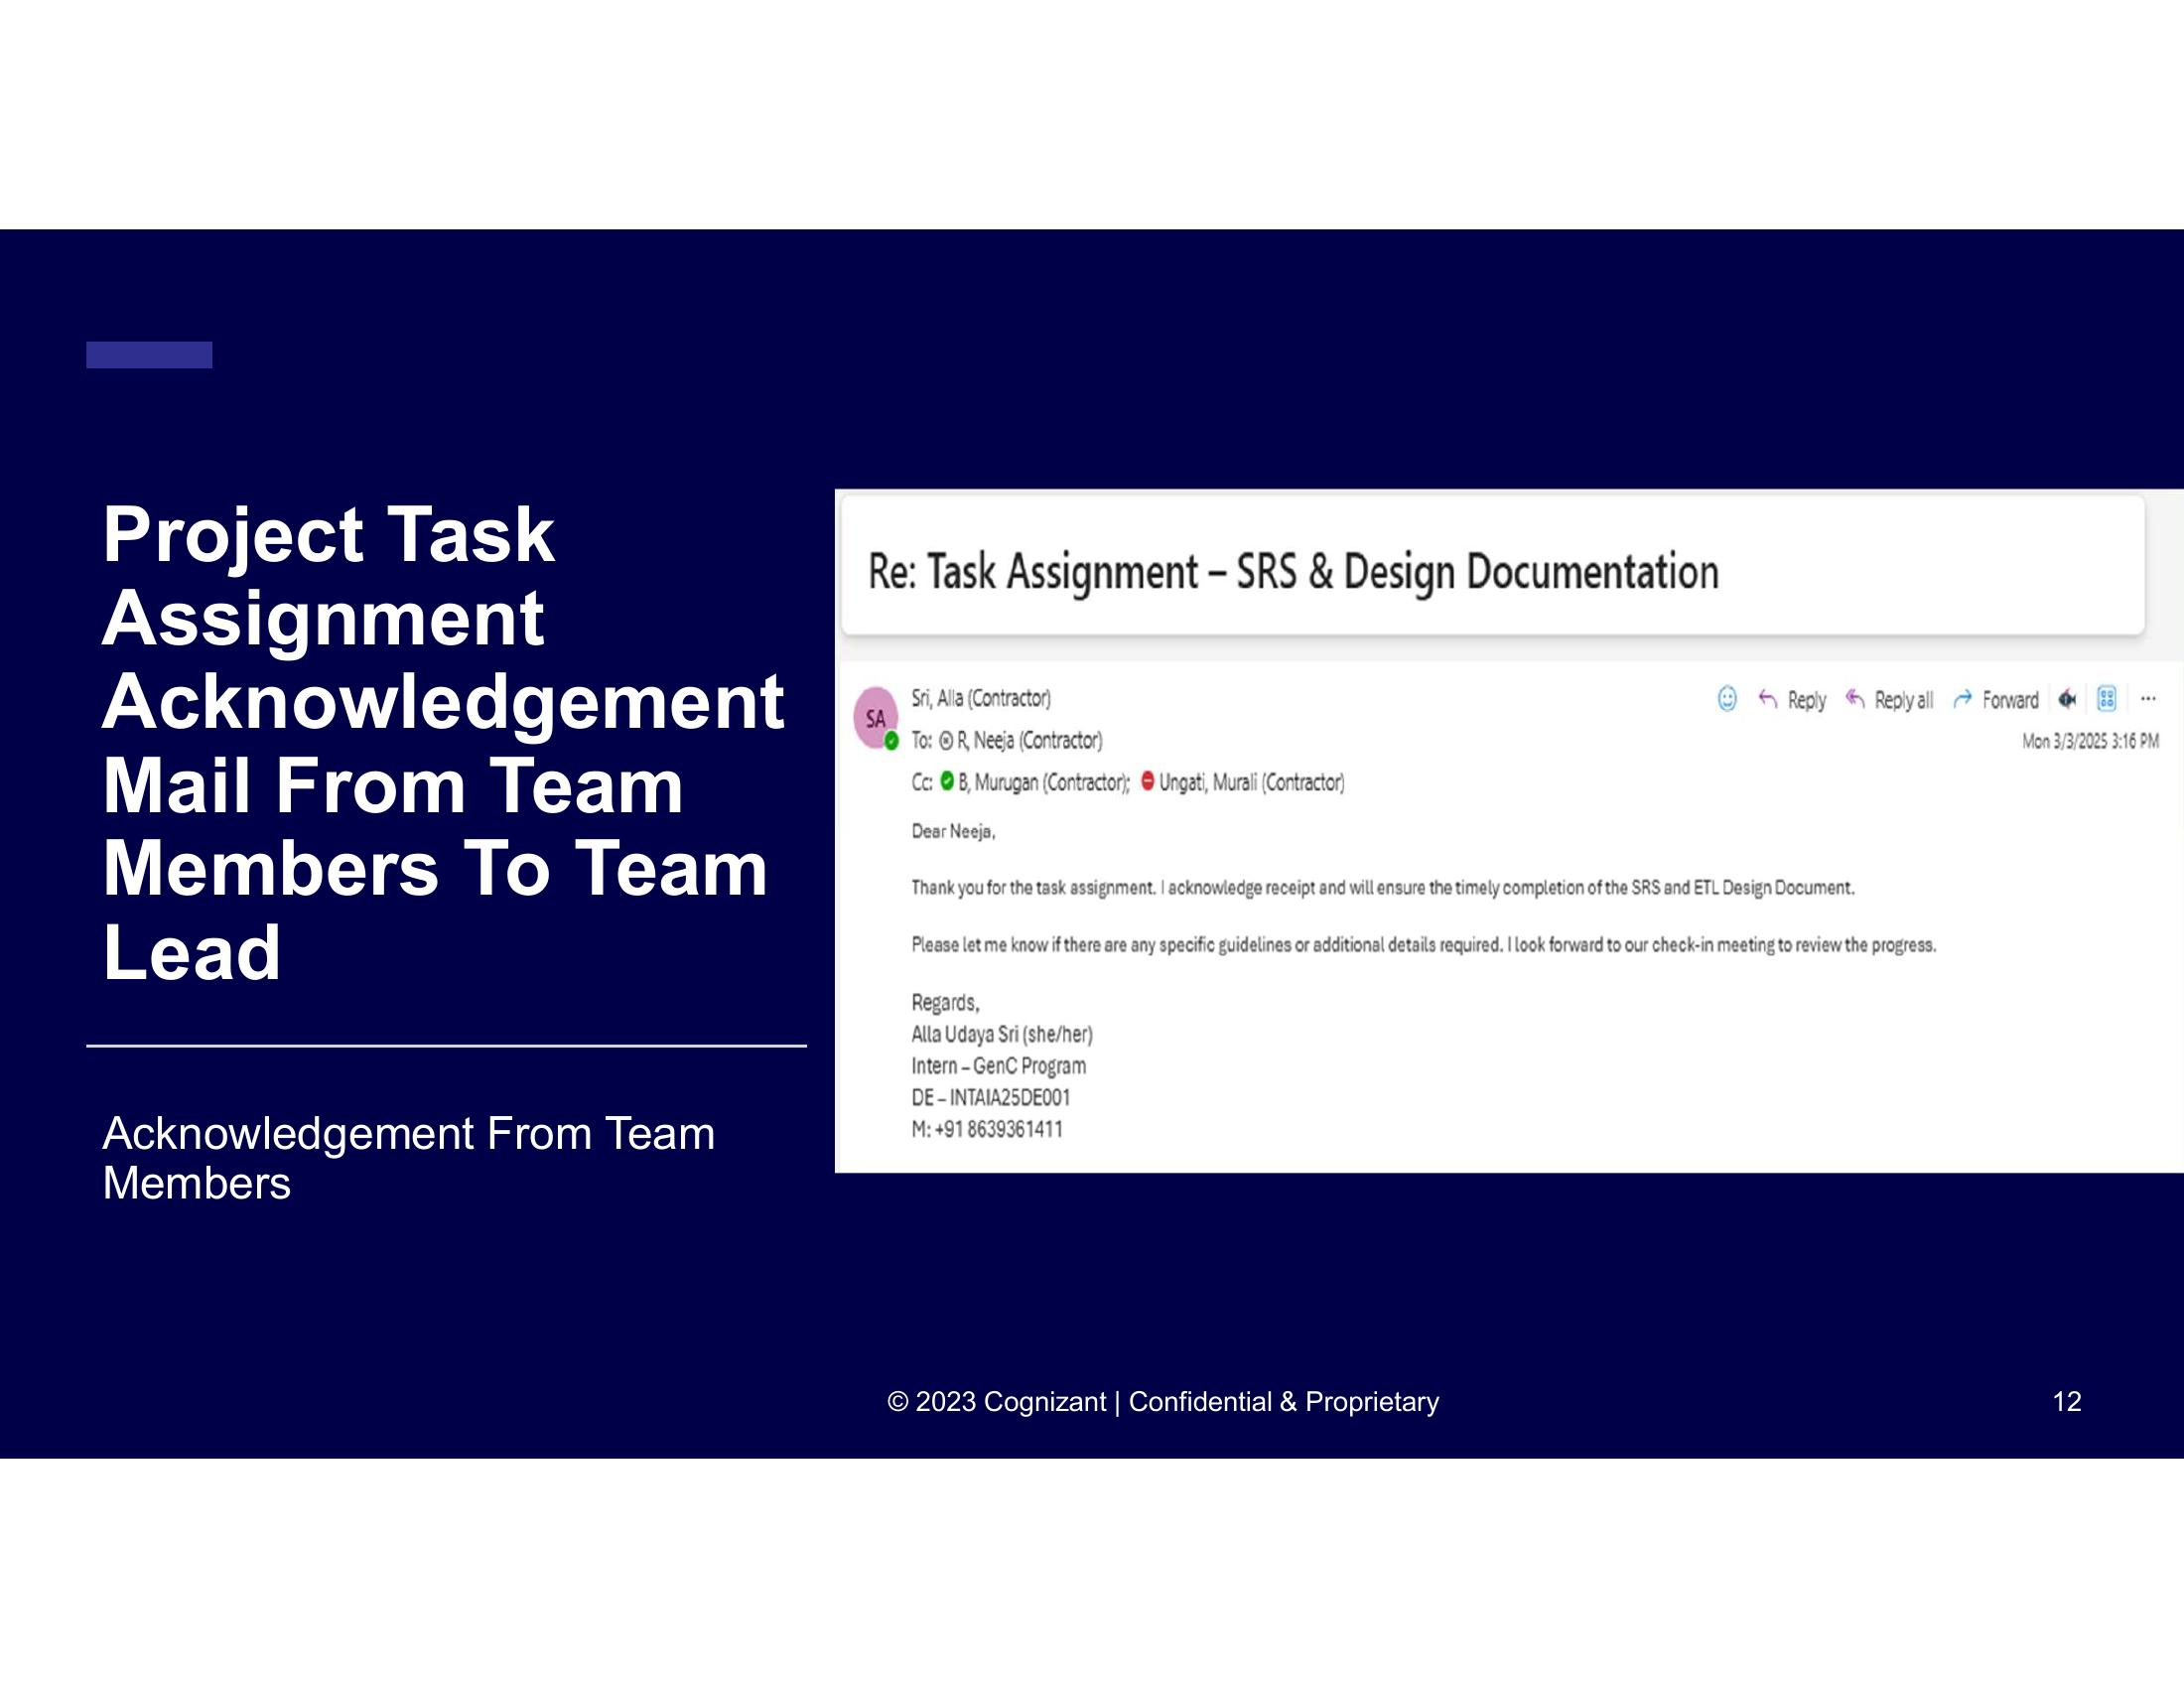 Project Task
Assignment
Acknowledgement
Mail From Team
Members To Team
Lead
Acknowledgement From Team
Members
Re: Task Assignment – SRS & Design Documentation
SA
Sri, Alla (Contractor)
Reply
Reply all
Forward
To: R, Neeja (Contractor)
Mon 3/3/2025 3:16 PM
Cc: B, Murugan (Contractor); Ungati, Murali (Contractor)
Dear Neeja,
Thank you for the task assignment. I acknowledge receipt and will ensure the timely completion of the SRS and ETL Design Document.
Please let me know if there are any specific guidelines or additional details required. I look forward to our check-in meeting to review the progress.
Regards,
Alla Udaya Sri (she/her)
Intern – GenC Program
DE – INTAIA25DE001
M: +91 8639361411
© 2023 Cognizant | Confidential & Proprietary
12